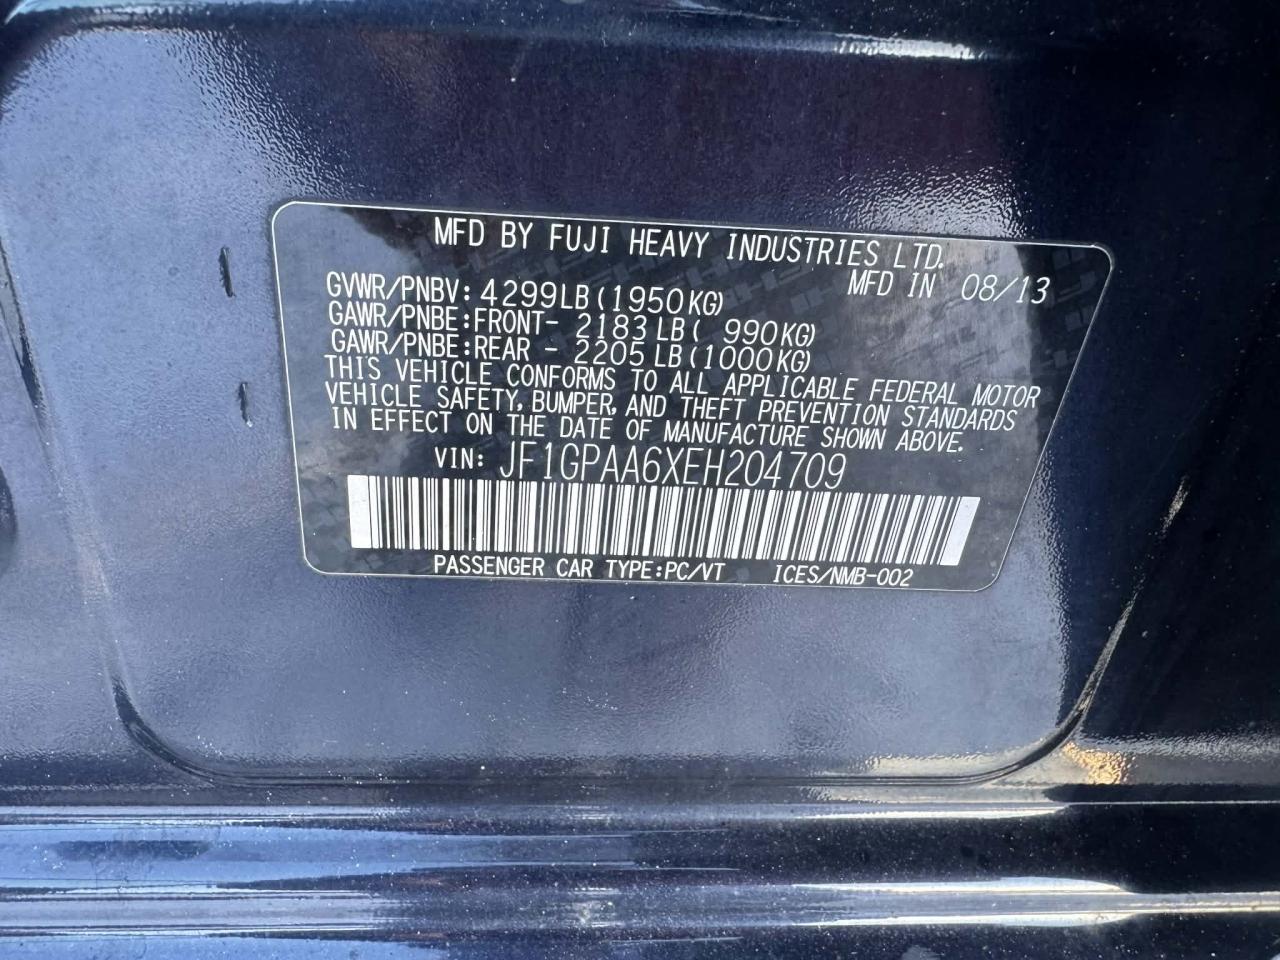 MFD BY FUJI HEAVY INDUSTRIES LTD.
MFD IN 08/13
GVWR/PNBV: 4299LB(1950KG)
GAWR/PNBE:FRONT- 2183LB( 990KG)
GAWR/PNBE:REAR - 2205LB(1000KG)
THIS VEHICLE CONFORMS TO ALL APPLICABLE FEDERAL MOTOR
VEHICLE SAFETY, BUMPER, AND THEFT PREVENTION STANDARDS
IN EFFECT ON THE DATE OF MANUFACTURE SHOWN ABOVE.
VIN: JF1GPAA6XEH204709
PASSENGER CAR TYPE:PC/VT ICES/NMB-002